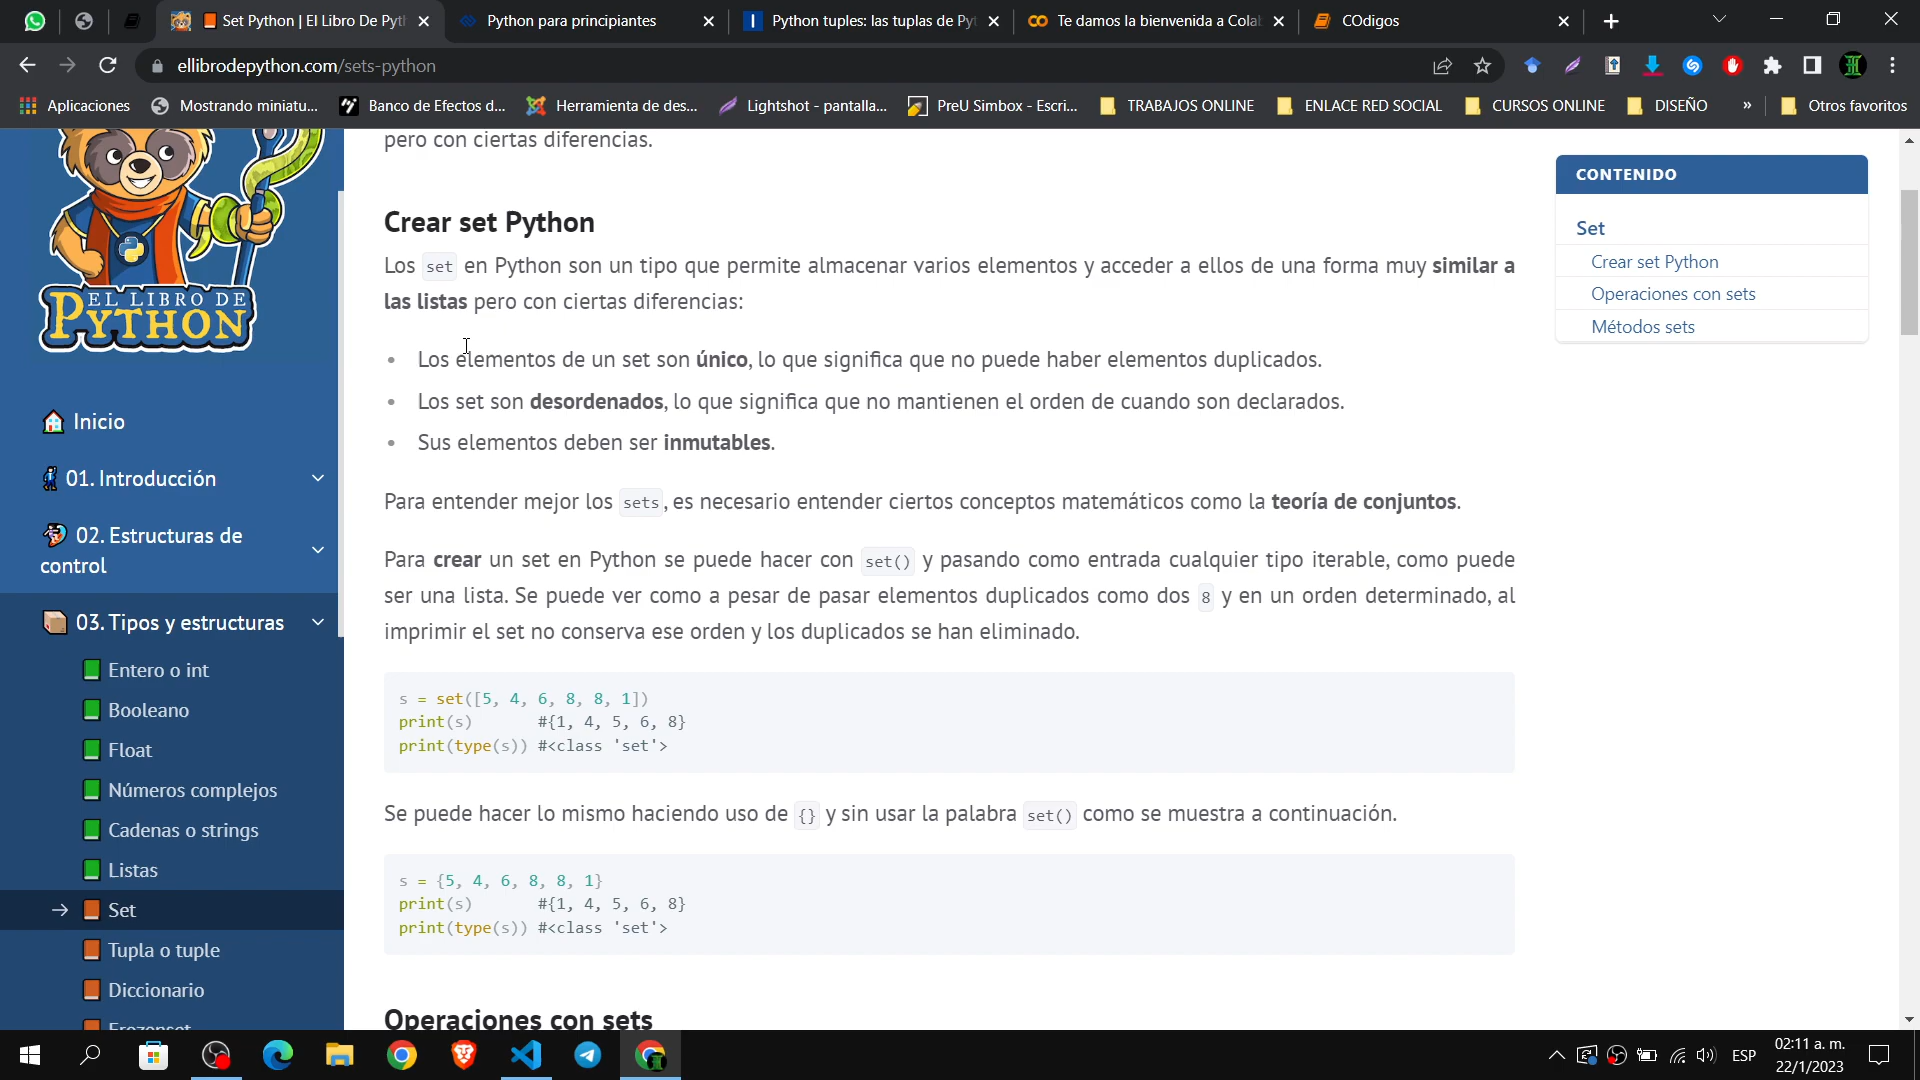 Set Python | El Libro De Pyth
Python para principiantes
Python tuples: las tuplas de Py
Te damos la bienvenida a Colab
COdigos
ellibrodepython.com/sets-python
Aplicaciones
Mostrando miniatu...
Banco de Efectos d...
Herramienta de des...
Lightshot - pantalla...
PreU Simbox - Escri...
TRABAJOS ONLINE
ENLACE RED SOCIAL
CURSOS ONLINE
DISEÑO
»
Otros favoritos
EL LIBRO DE
PYTHON
Inicio
01. Introducción
02. Estructuras de
control
03. Tipos y estructuras
Entero o int
Booleano
Float
Números complejos
Cadenas o strings
Listas
Set
Tupla o tuple
Diccionario
Frozenset
pero con ciertas diferencias.
Crear set Python
Los set en Python son un tipo que permite almacenar varios elementos y acceder a ellos de una forma muy similar a
las listas pero con ciertas diferencias:
• Los elementos de un set son único, lo que significa que no puede haber elementos duplicados.
• Los set son desordenados, lo que significa que no mantienen el orden de cuando son declarados.
• Sus elementos deben ser inmutables.
Para entender mejor los sets, es necesario entender ciertos conceptos matemáticos como la teoría de conjuntos.
Para crear un set en Python se puede hacer con set() y pasando como entrada cualquier tipo iterable, como puede
ser una lista. Se puede ver como a pesar de pasar elementos duplicados como dos 8 y en un orden determinado, al
imprimir el set no conserva ese orden y los duplicados se han eliminado.
s = set([5, 4, 6, 8, 8, 1])
print(s) #{1, 4, 5, 6, 8}
print(type(s)) #<class 'set'>
Se puede hacer lo mismo haciendo uso de {} y sin usar la palabra set() como se muestra a continuación.
s = {5, 4, 6, 8, 8, 1}
print(s) #{1, 4, 5, 6, 8}
print(type(s)) #<class 'set'>
Operaciones con sets
CONTENIDO
Set
Crear set Python
Operaciones con sets
Métodos sets
ESP
02:11 a. m.
22/1/2023